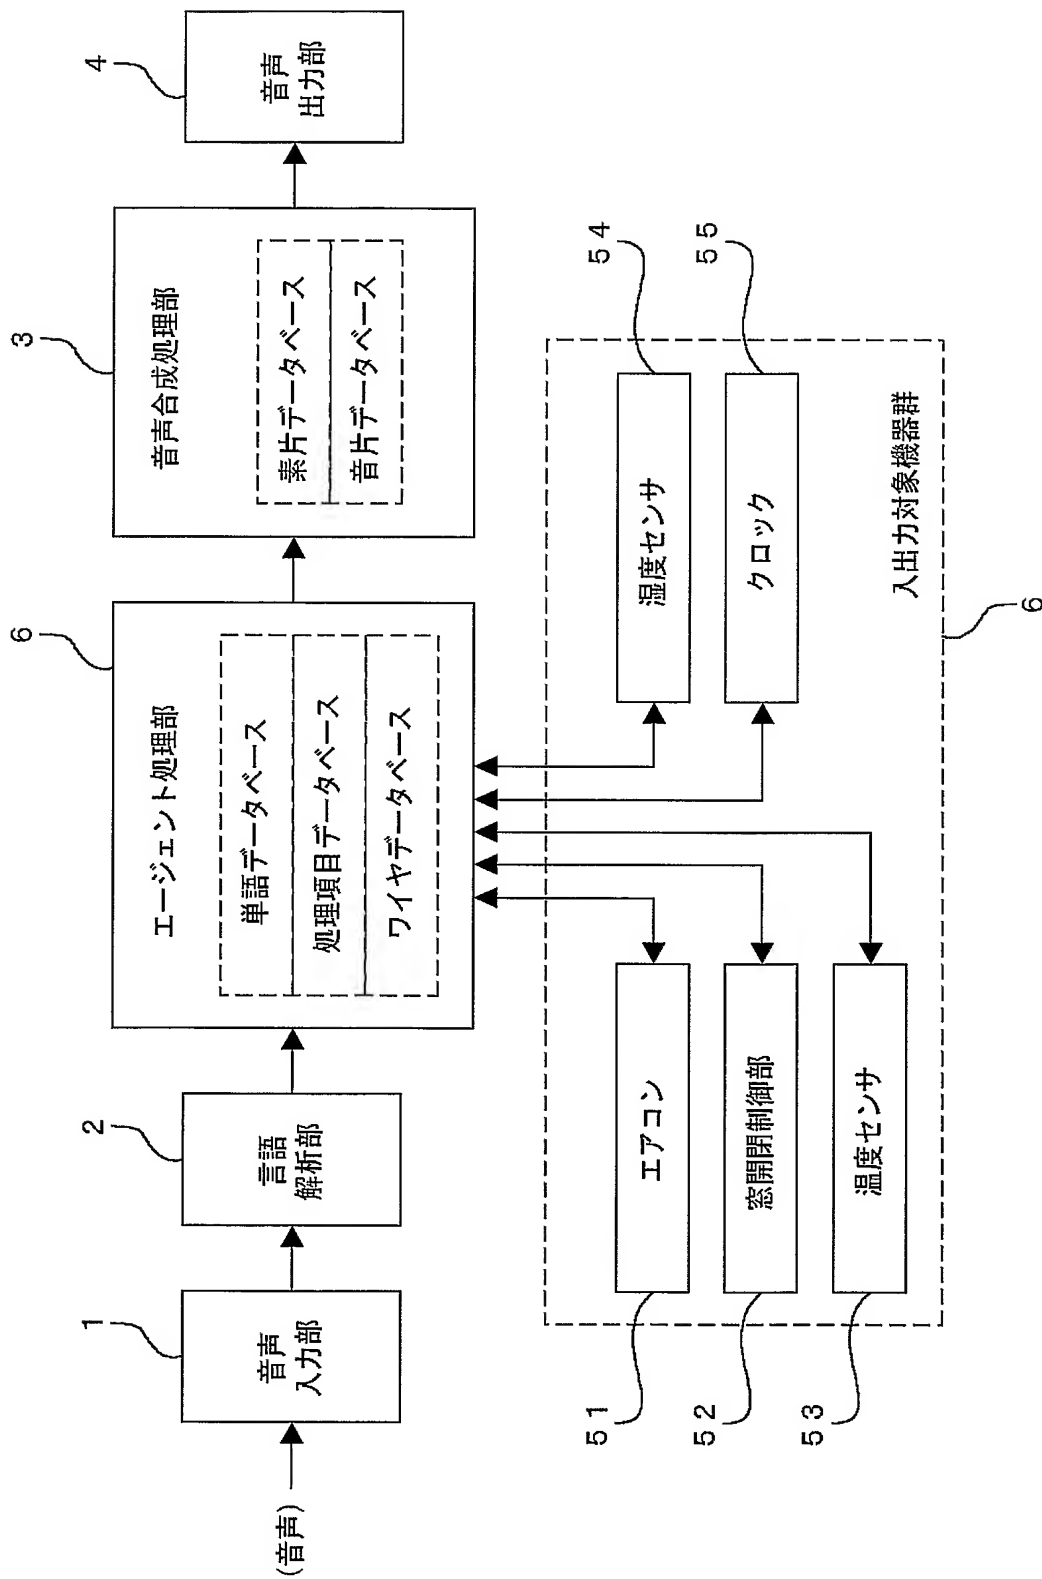 (音声)
1
音声
入力部
2
言語
解析部
6
エージェント処理部
単語データベース
処理項目データベース
ワイヤデータベース
3
音声合成処理部
素片データベース
音片データベース
4
音声
出力部
51
エアコン
52
窓開閉制御部
53
温度センサ
54
湿度センサ
55
クロック
入出力対象機器群
6